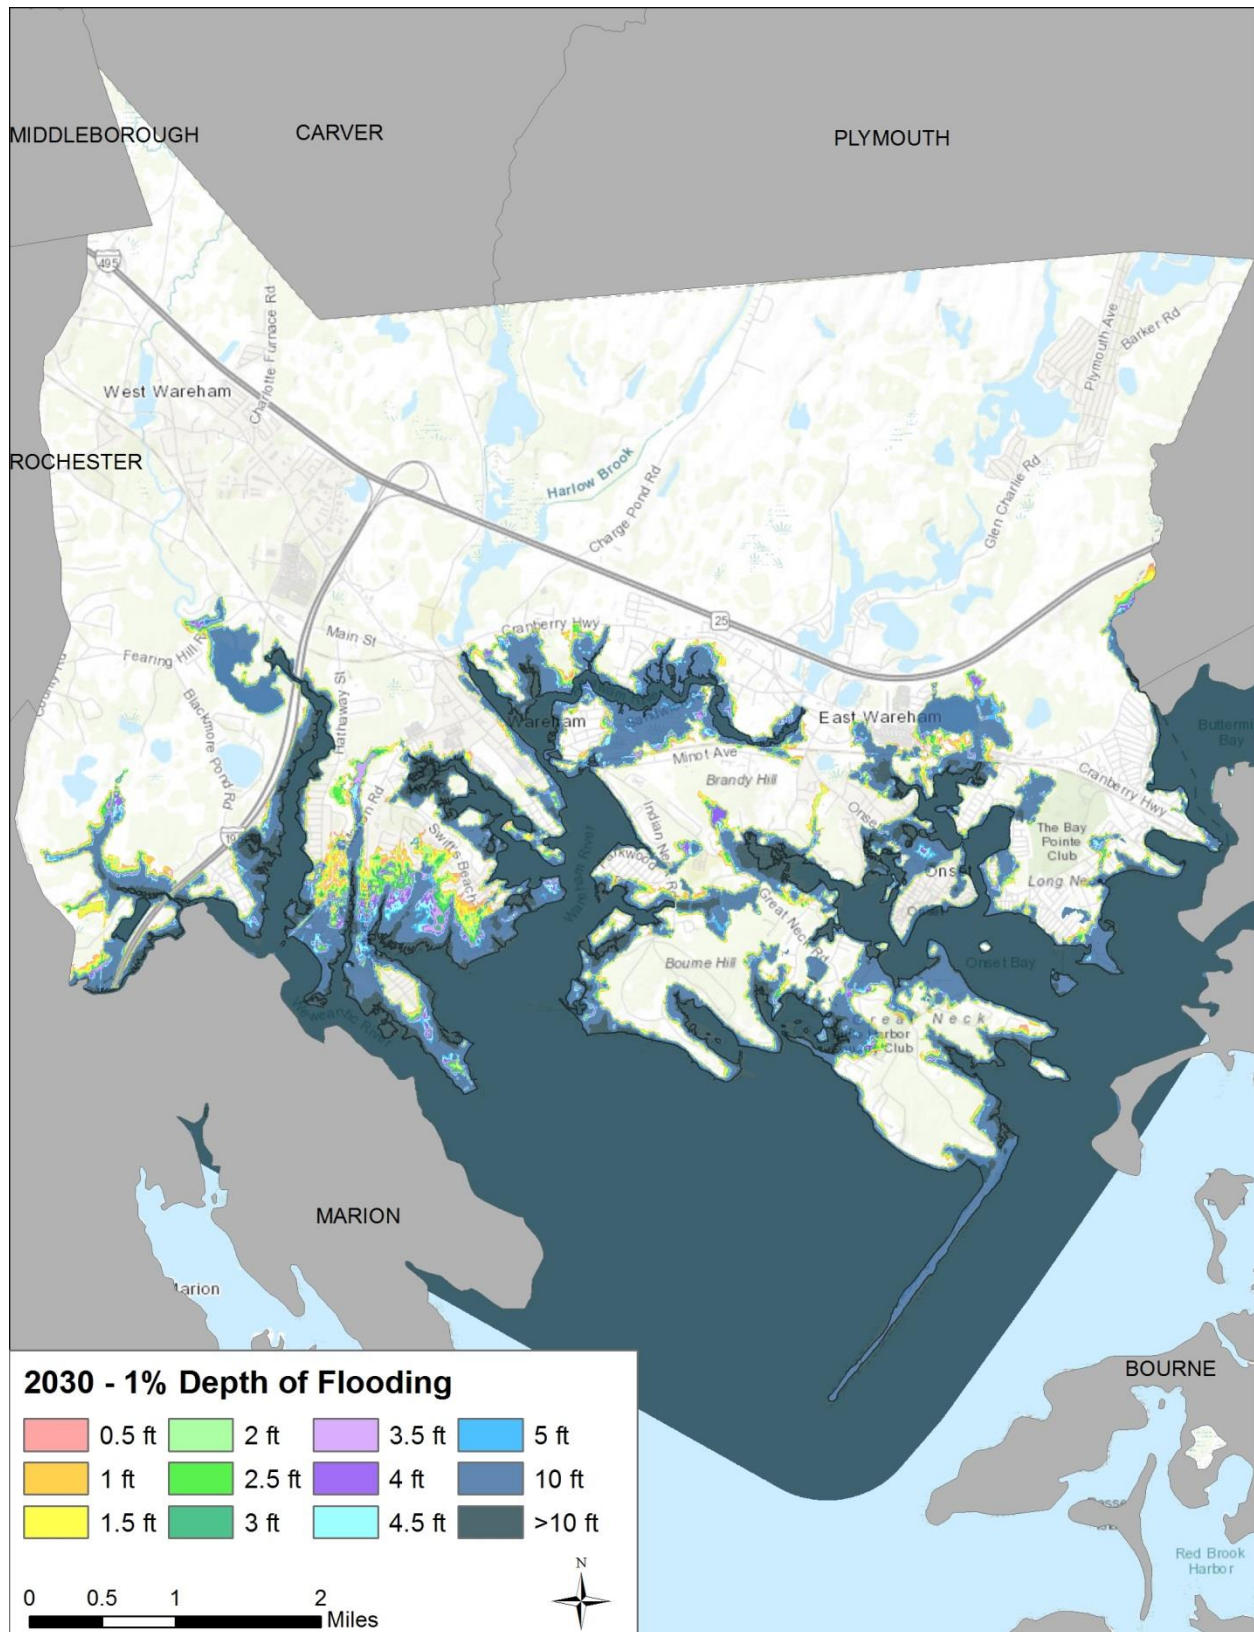 MIDDLEBOROUGH
CARVER
PLYMOUTH
495
Charlotte Furnace Rd
Plymouth Ave
Barker Rd
West Wareham
ROCHESTER
Harlow Brook
Charge Pond Rd
Glen Charlie Rd
25
Main St
Cranberry Hwy
Fearing Hill R
Hathaway St
Blackmore Pond Rd
Wareham
East Wareham
Minot Ave
Brandy Hill
Cranberry Hwy
Bay
The Bay
Pointe
Club
Long Ne
Swifts Beach
Indian Ne
Wareham River
Great Neck Rd
Bourne Hill
Onset Bay
Neck
Club
Weweantic River
MARION
BOURNE
Red Brook
Harbor
2030 - 1% Depth of Flooding
0.5 ft 2 ft 3.5 ft 5 ft
1 ft 2.5 ft 4 ft 10 ft
1.5 ft 3 ft 4.5 ft >10 ft
N
0 0.5 1 2
Miles